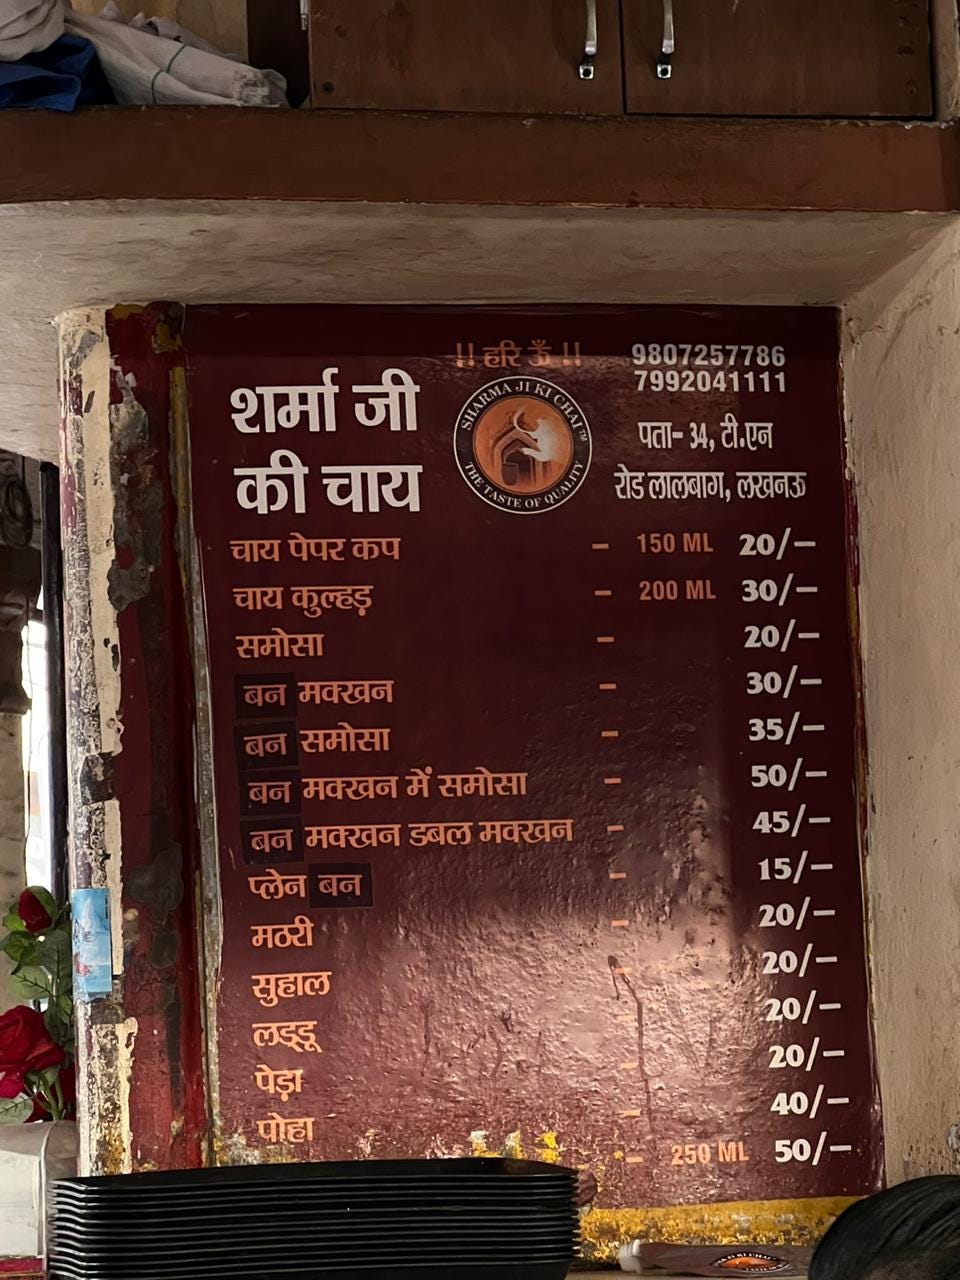 !! हरि ऊँ !!
9807257786
7992041111
शर्मा जी
की चाय
SHARMA JI KI CHAI ™
THE TASTE OF QUALITY
पता- 34, टी.एन
रोड लालबाग, लखनऊ
चाय पेपर कप – 150 ML 20/–
चाय कुल्हड़ – 200 ML 30/–
समोसा – 20/–
बन मक्खन – 30/–
बन समोसा – 35/–
बन मक्खन में समोसा – 50/–
बन मक्खन डबल मक्खन – 45/–
प्लेन बन – 15/–
मठरी – 20/–
सुहाल – 20/–
लड्डू – 20/–
पेड़ा – 20/–
पोहा – 40/–
– 250 ML 50/–